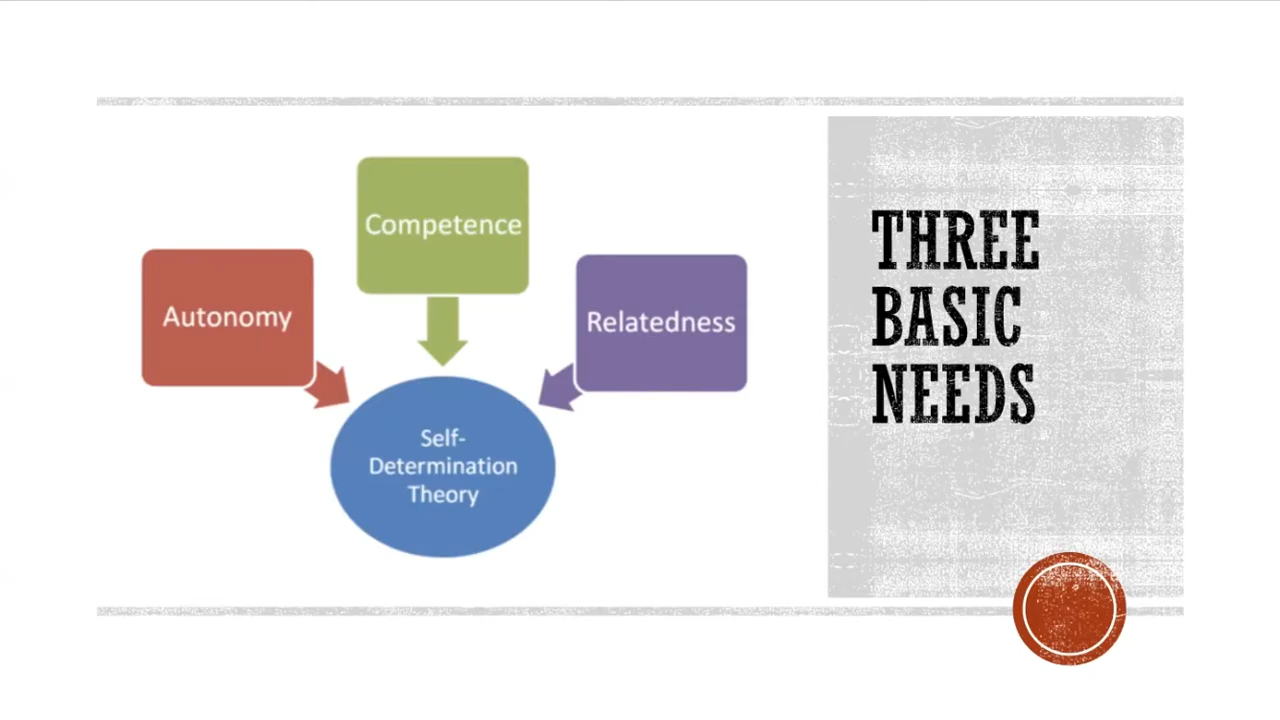 Competence
Autonomy
Relatedness
Self-
Determination
Theory
THREE
BASIC
NEEDS